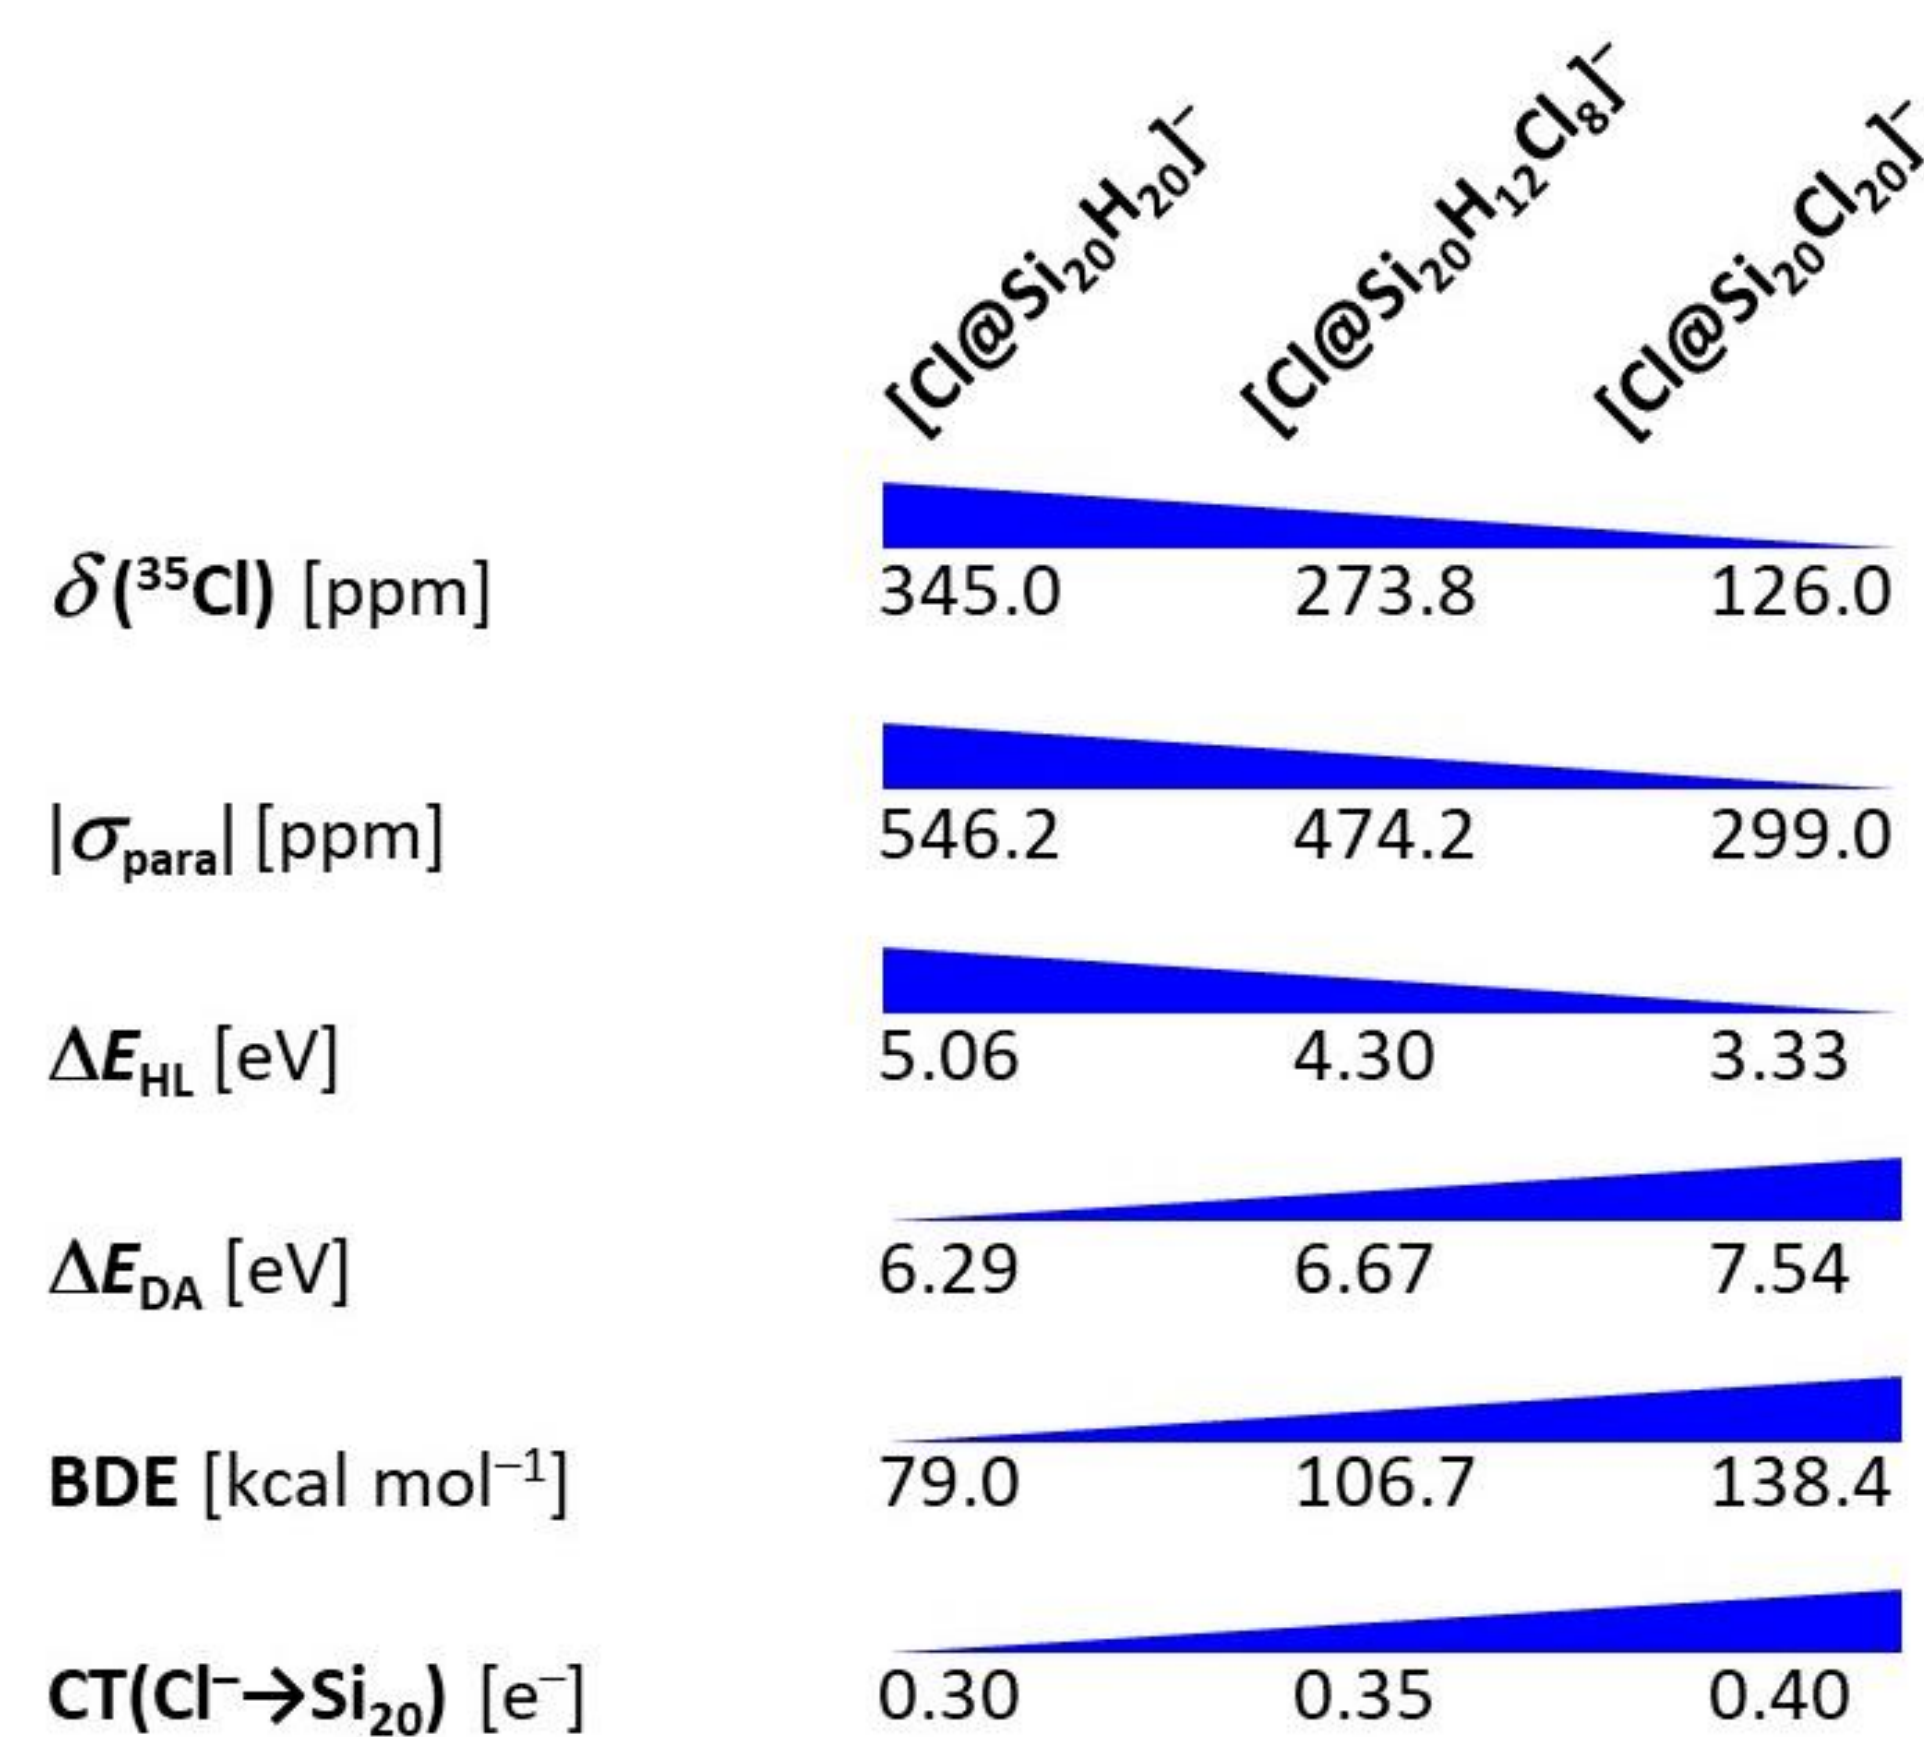 [Cl@Si₂₀H₂₀]⁻ [Cl@Si₂₀H₁₂Cl₈]⁻ [Cl@Si₂₀Cl₂₀]⁻
δ(³⁵Cl) [ppm] 345.0 273.8 126.0
|σpara| [ppm] 546.2 474.2 299.0
ΔE_HL [eV] 5.06 4.30 3.33
ΔE_DA [eV] 6.29 6.67 7.54
BDE [kcal mol⁻¹] 79.0 106.7 138.4
CT(Cl⁻→Si₂₀) [e⁻] 0.30 0.35 0.40